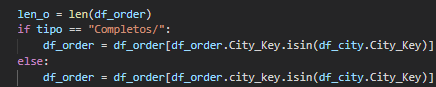 len_o = len(df_order)
if tipo == "Completos/":
    df_order = df_order[df_order.City_Key.isin(df_city.City_Key)]
else:
    df_order = df_order[df_order.City_Key.isin(df_city.City_Key)]